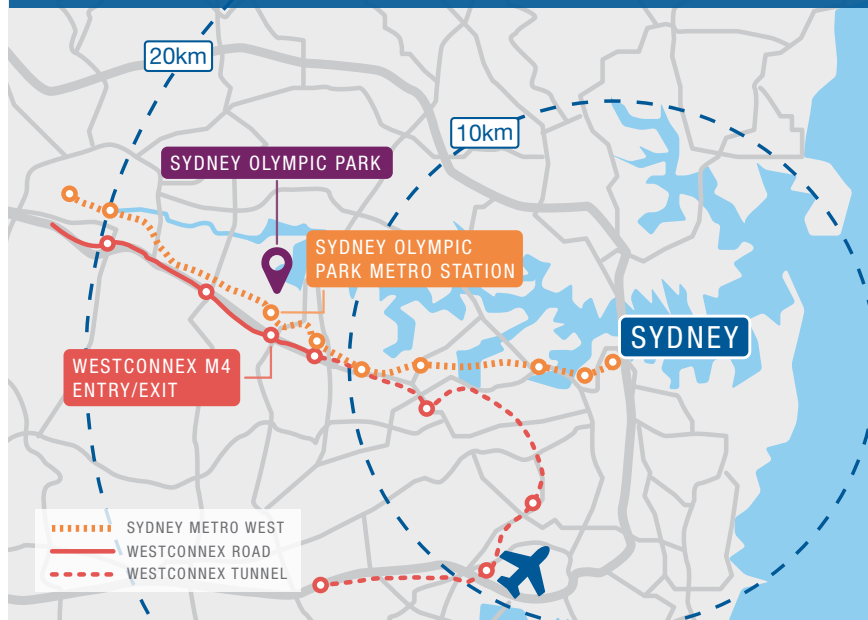 20km
10km
SYDNEY OLYMPIC PARK
SYDNEY OLYMPIC
PARK METRO STATION
SYDNEY
WESTCONNEX M4
ENTRY/EXIT
SYDNEY METRO WEST
WESTCONNEX ROAD
WESTCONNEX TUNNEL